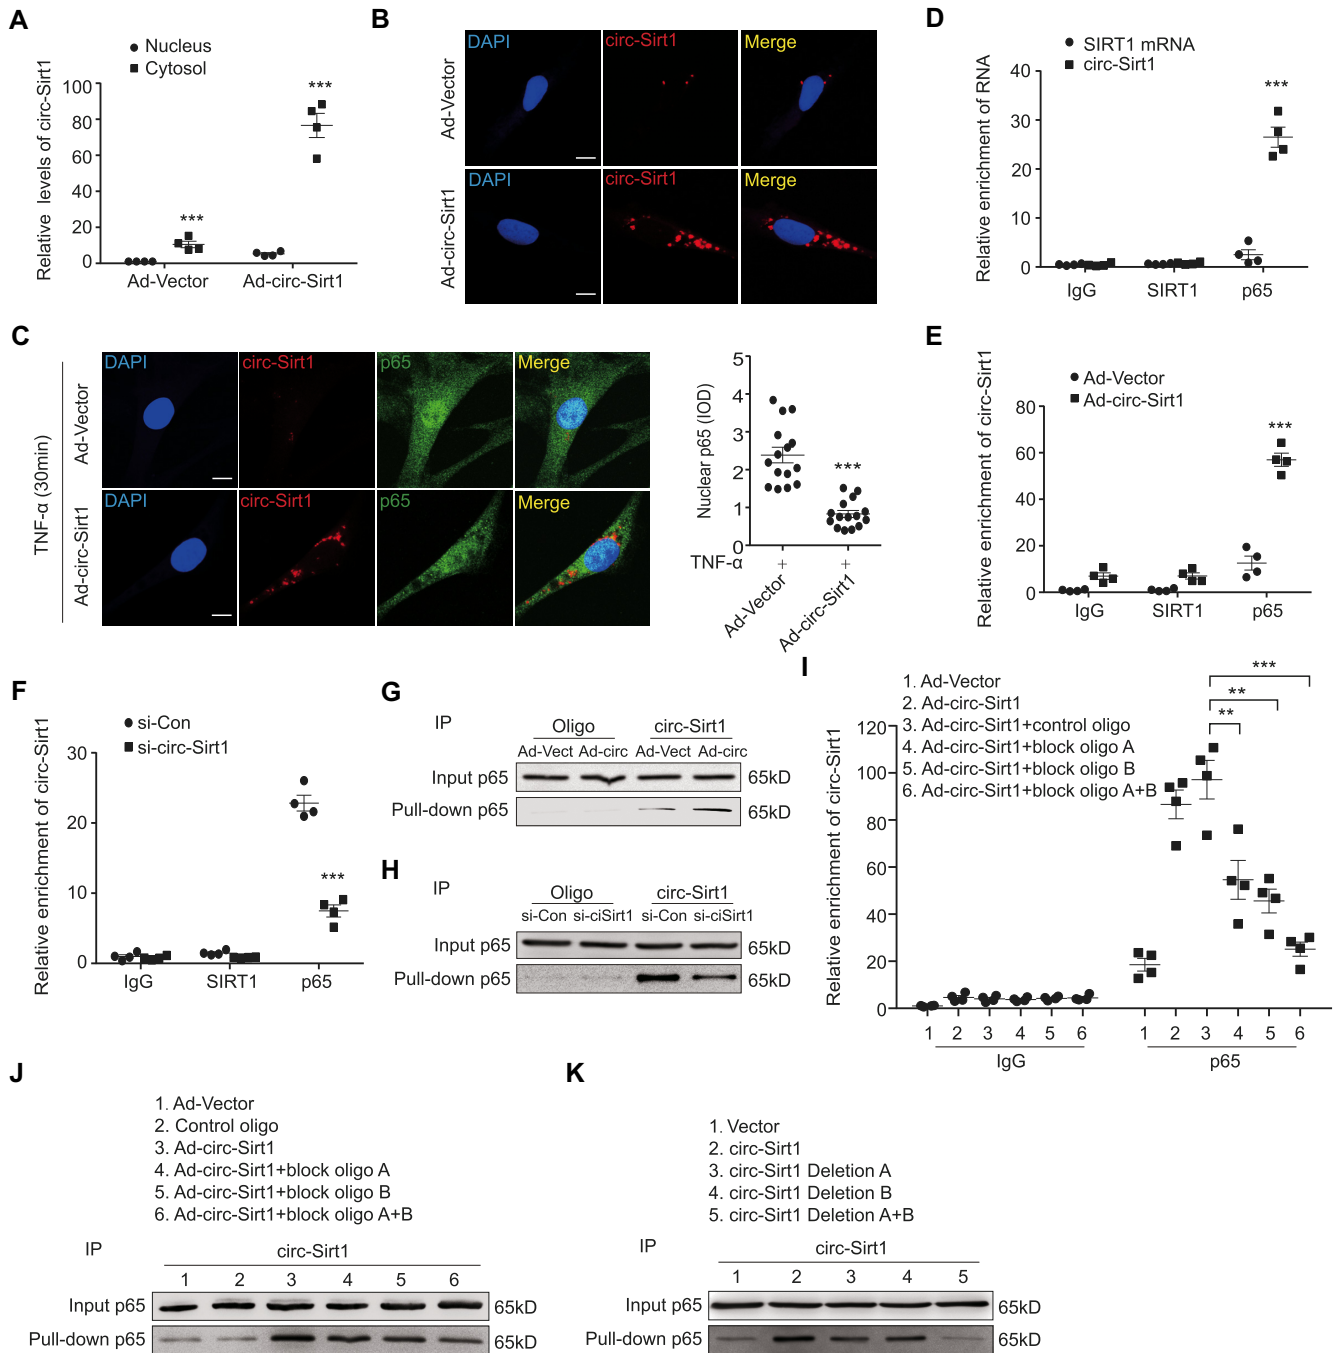 A
Nucleus
Cytosol
Relative levels of circ-Sirt1
100
80
60
40
20
0
***
***
Ad-Vector
Ad-circ-Sirt1
B
DAPI
circ-Sirt1
Merge
Ad-Vector
DAPI
circ-Sirt1
Merge
Ad-circ-Sirt1
D
SIRT1 mRNA
circ-Sirt1
Relative enrichment of RNA
40
30
20
10
0
***
IgG
SIRT1
p65
C
TNF-α (30min)
Ad-Vector
DAPI
circ-Sirt1
p65
Merge
Ad-circ-Sirt1
DAPI
circ-Sirt1
p65
Merge
Nuclear p65 (IOD)
5
4
3
2
1
0
***
TNF-α + +
Ad-Vector
Ad-circ-Sirt1
E
Ad-Vector
Ad-circ-Sirt1
Relative enrichment of circ-Sirt1
80
60
40
20
0
***
IgG
SIRT1
p65
F
si-Con
si-circ-Sirt1
Relative enrichment of circ-Sirt1
30
20
10
0
***
IgG
SIRT1
p65
G
IP
Oligo
circ-Sirt1
Ad-Vect Ad-circ Ad-Vect Ad-circ
Input p65
65kD
Pull-down p65
65kD
H
IP
Oligo
circ-Sirt1
si-Con si-ciSirt1 si-Con si-ciSirt1
Input p65
65kD
Pull-down p65
65kD
I
1. Ad-Vector
2. Ad-circ-Sirt1
3. Ad-circ-Sirt1+control oligo
4. Ad-circ-Sirt1+block oligo A
5. Ad-circ-Sirt1+block oligo B
6. Ad-circ-Sirt1+block oligo A+B
Relative enrichment of circ-Sirt1
120
100
80
60
40
20
0
***
**
**
1 2 3 4 5 6 1 2 3 4 5 6
IgG
p65
J
1. Ad-Vector
2. Control oligo
3. Ad-circ-Sirt1
4. Ad-circ-Sirt1+block oligo A
5. Ad-circ-Sirt1+block oligo B
6. Ad-circ-Sirt1+block oligo A+B
IP
circ-Sirt1
1 2 3 4 5 6
Input p65
65kD
Pull-down p65
65kD
K
1. Vector
2. circ-Sirt1
3. circ-Sirt1 Deletion A
4. circ-Sirt1 Deletion B
5. circ-Sirt1 Deletion A+B
IP
circ-Sirt1
1 2 3 4 5
Input p65
65kD
Pull-down p65
65kD